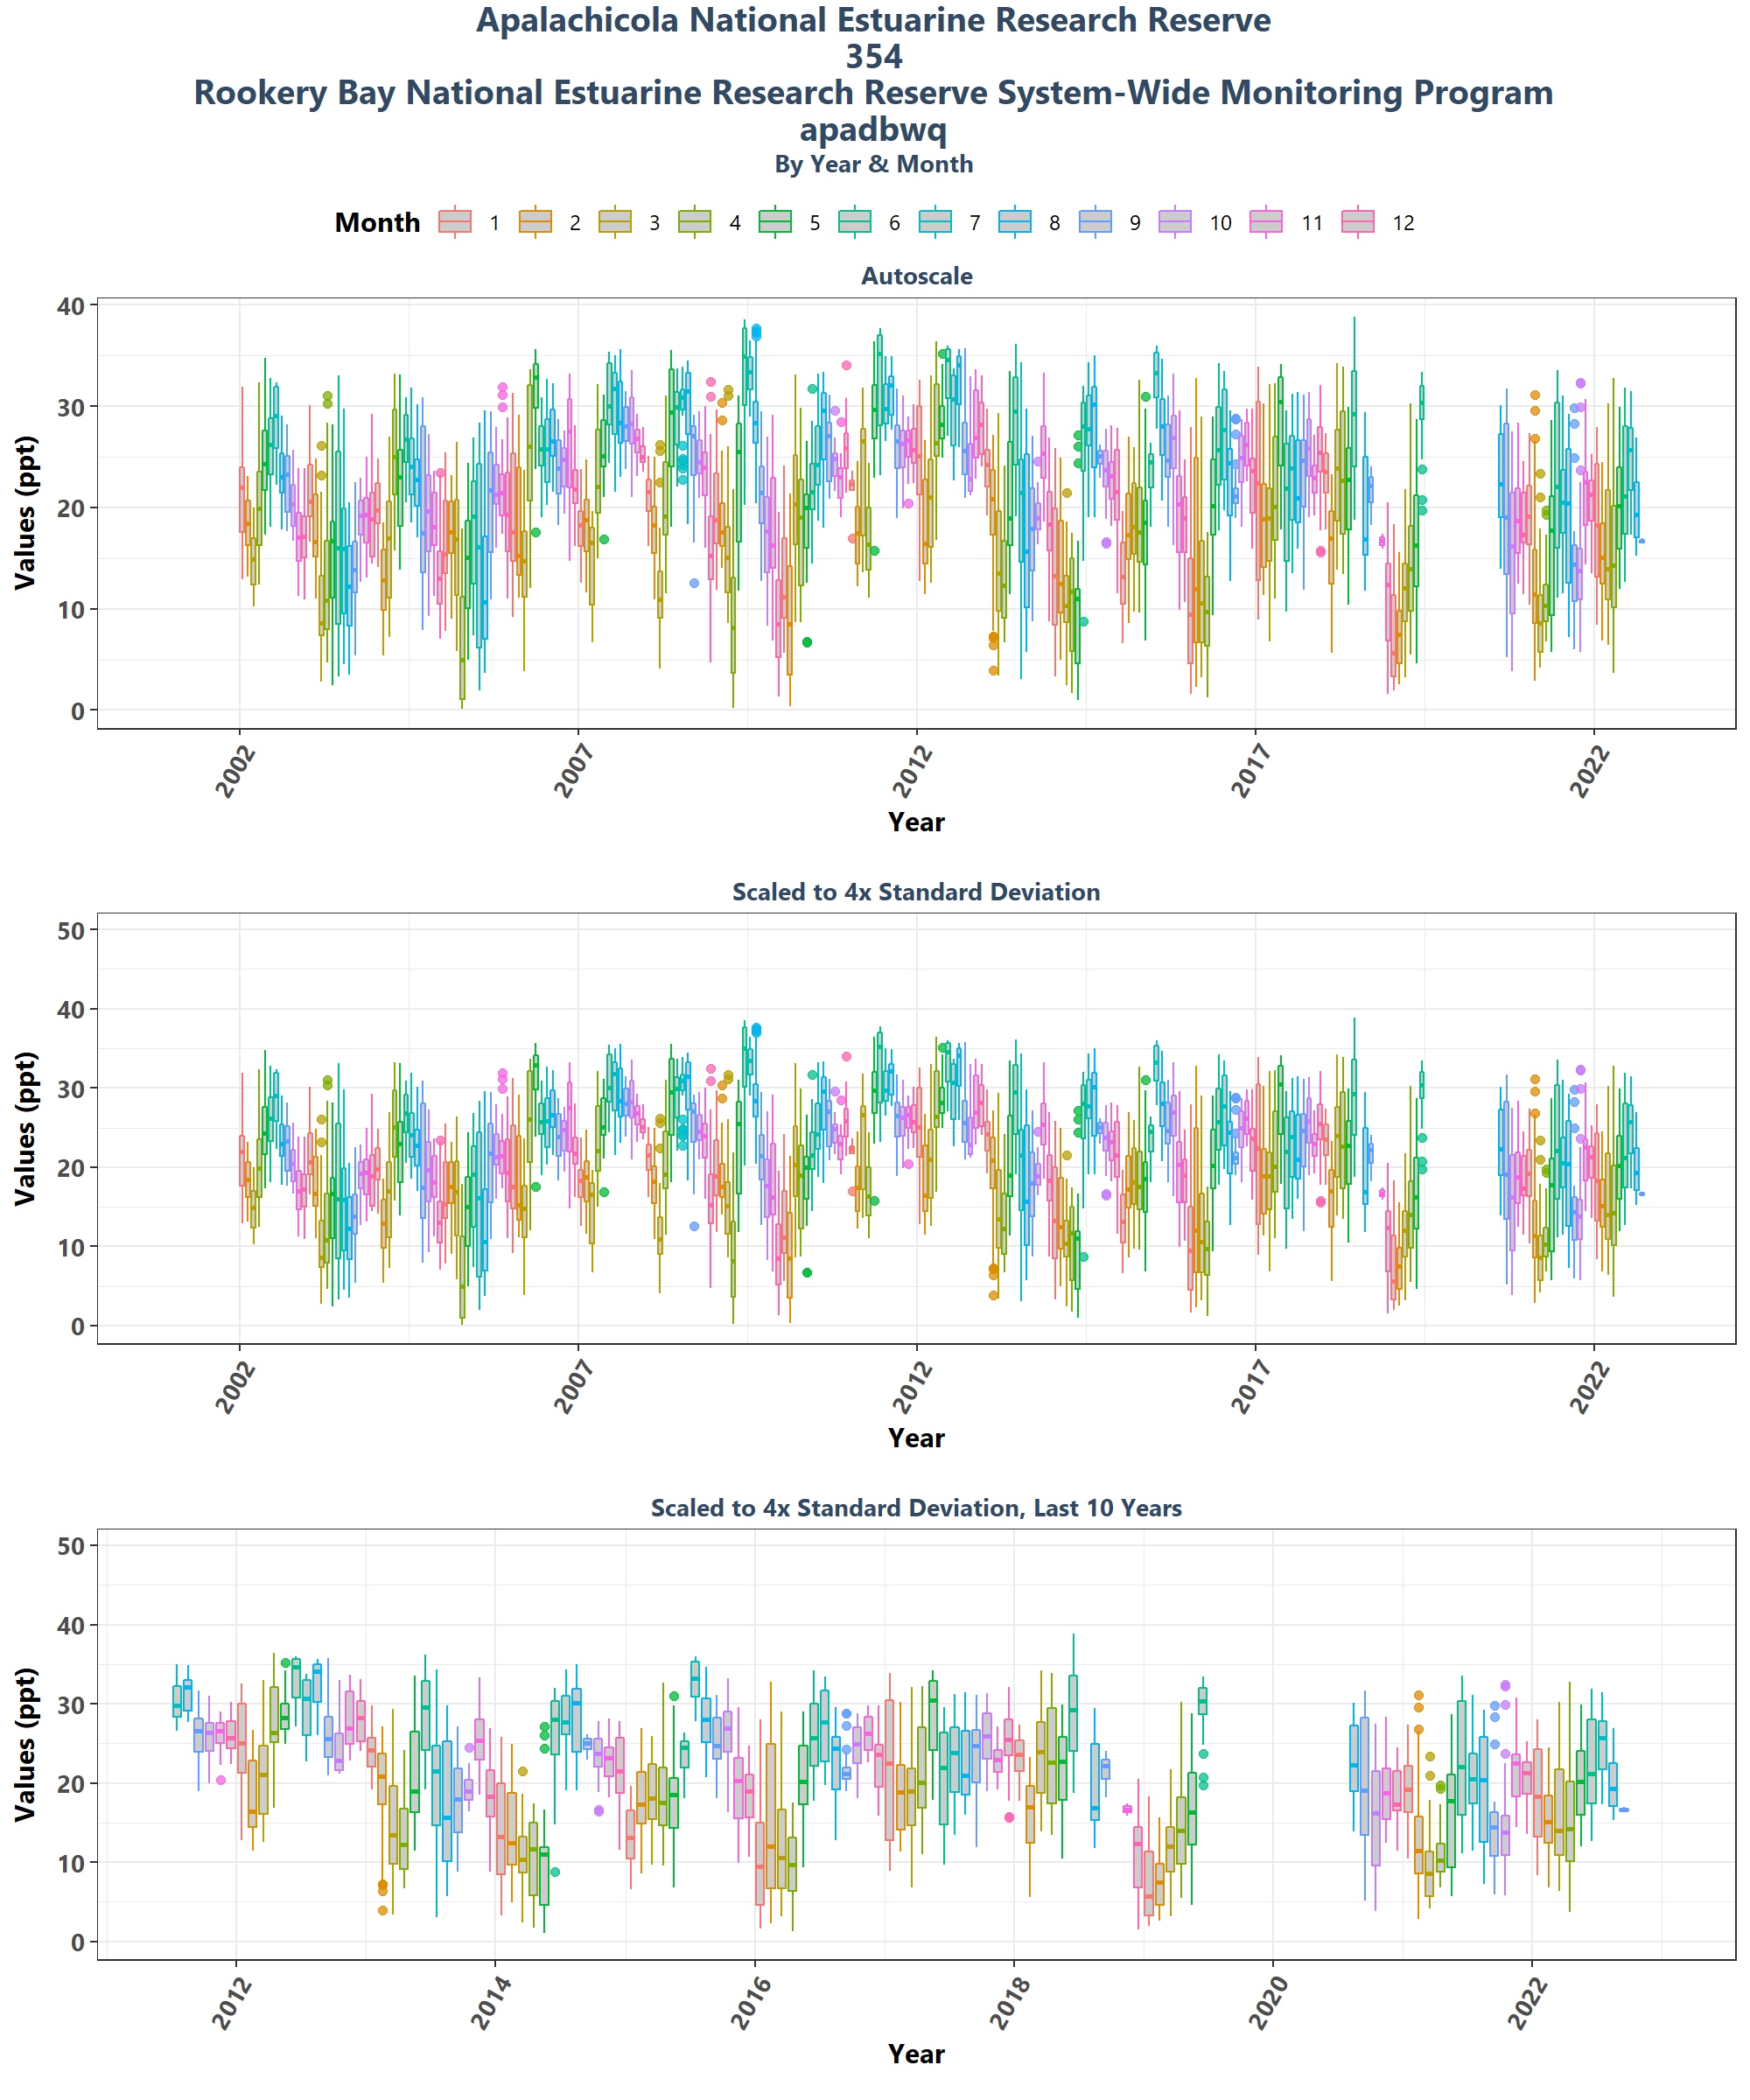 Apalachicola National Estuarine Research Reserve
354
Rookery Bay National Estuarine Research Reserve System-Wide Monitoring Program
apadbwq
By Year & Month
Month 1 2 3 4 5 6 7 8 9 10 11 12
Autoscale
Values (ppt)
40
30
20
10
0
2002 2007 2012 2017 2022
Year
Scaled to 4x Standard Deviation
Values (ppt)
50
40
30
20
10
0
2002 2007 2012 2017 2022
Year
Scaled to 4x Standard Deviation, Last 10 Years
Values (ppt)
50
40
30
20
10
0
2012 2014 2016 2018 2020 2022
Year